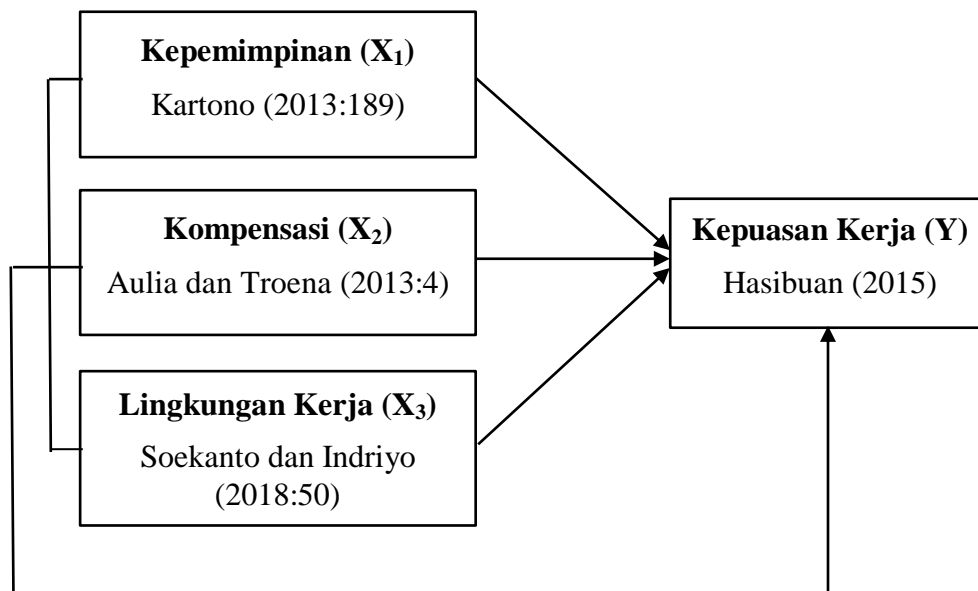 Kepemimpinan (X₁)
Kartono (2013:189)
Kompensasi (X₂)
Aulia dan Troena (2013:4)
Lingkungan Kerja (X₃)
Soekanto dan Indriyo
(2018:50)
Kepuasan Kerja (Y)
Hasibuan (2015)